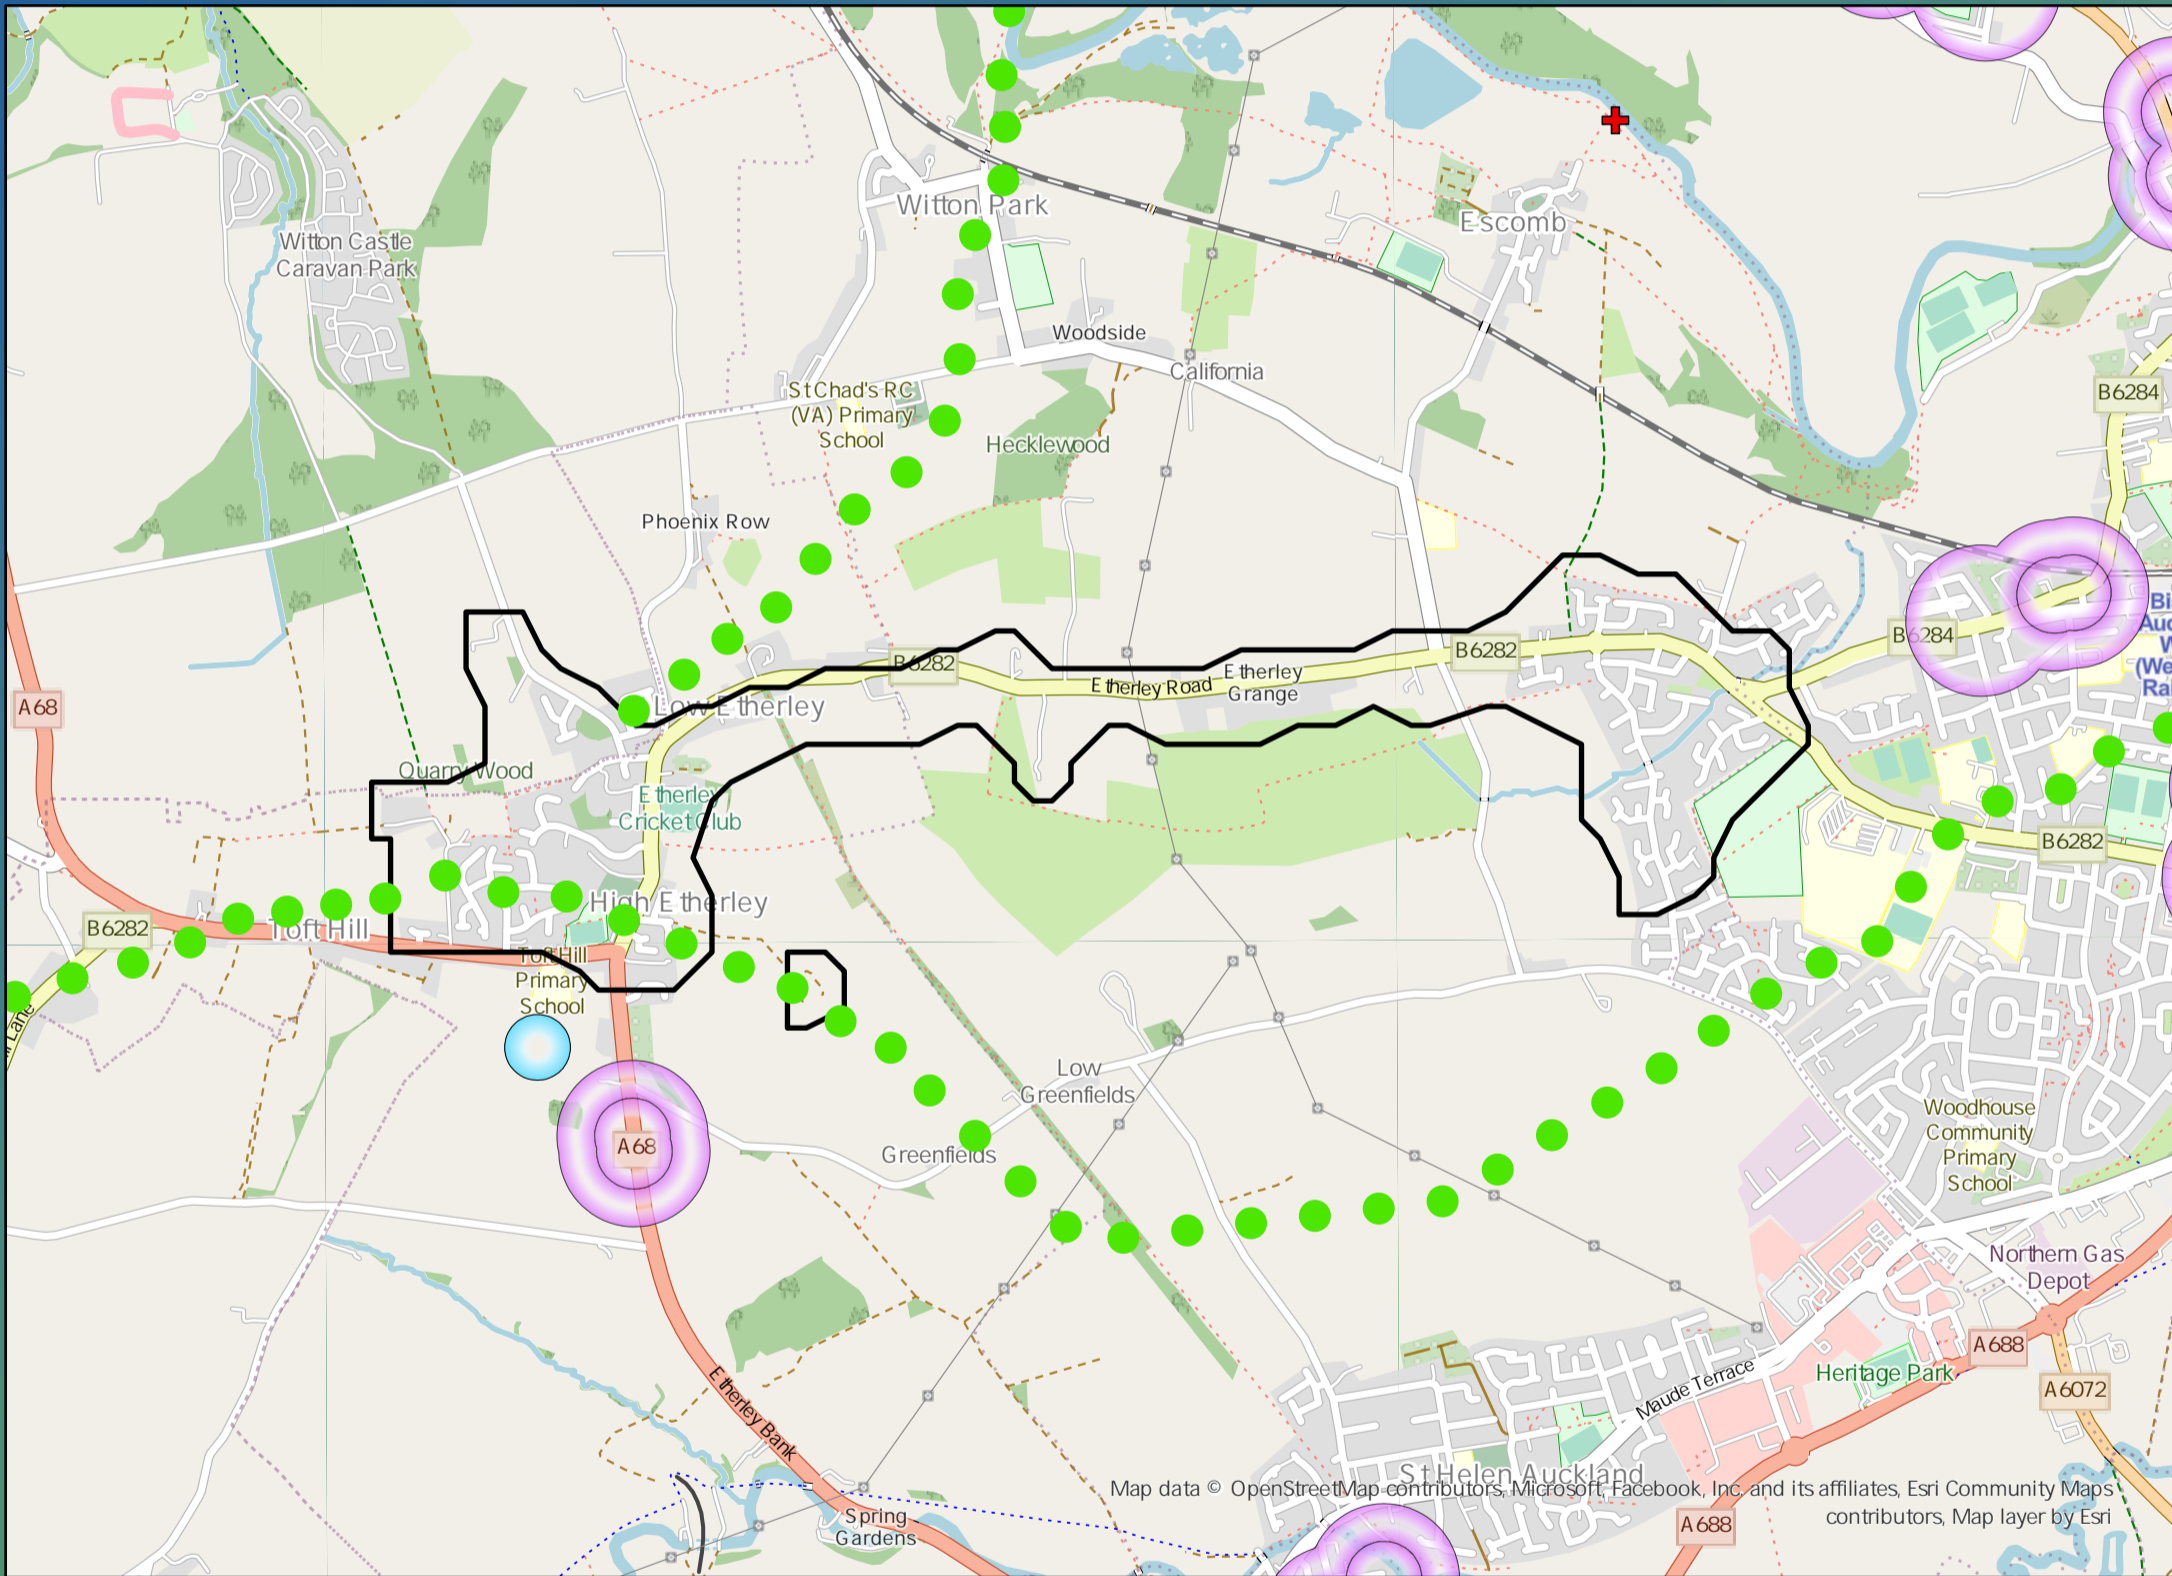 Witton Park
Escomb
Witton Castle
Caravan Park
Woodside
California
St Chad's RC
(VA) Primary
School
B6284
Hecklewood
Phoenix Row
B6284
A68
B6282
Etherley
Grange
B6282
Etherley Road
Low Etherley
Quarry Wood
Etherley
Cricket Club
B6282
High Etherley
B6282
Toft Hill
Toft Hill
Primary
School
Lane
Low
Greenfields
Woodhouse
Community
Primary
School
A68
Greenfields
Northern Gas
Depot
A688
Heritage Park
A6072
Maude Terrace
Etherley Bank
St Helen Auckland
Map data © OpenStreetMap contributors, Microsoft, Facebook, Inc. and its affiliates, Esri Community Maps
contributors, Map layer by Esri
Spring
Gardens
A688